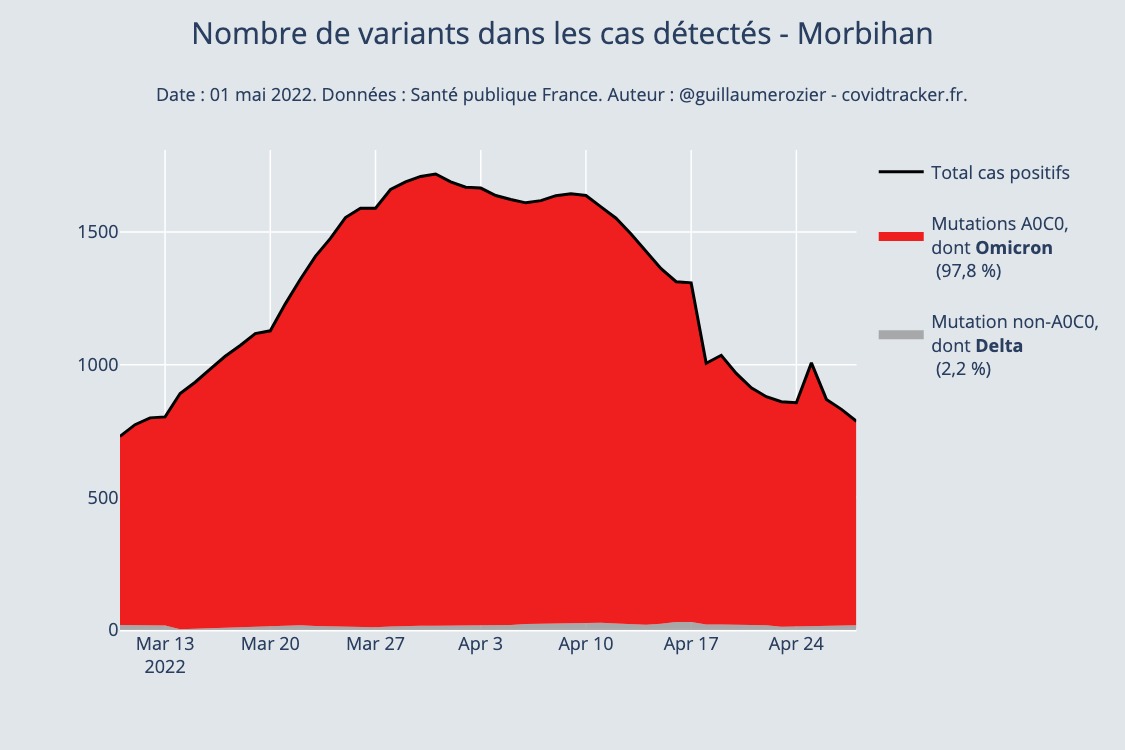 Nombre de variants dans les cas détectés - Morbihan
Date : 01 mai 2022. Données : Santé publique France. Auteur : @guillaumerozier - covidtracker.fr.
Total cas positifs
Mutations A0C0,
dont Omicron
(97,8 %)
Mutation non-A0C0,
dont Delta
(2,2 %)
1500
1000
500
0
Mar 13 Mar 20 Mar 27 Apr 3 Apr 10 Apr 17 Apr 24
2022